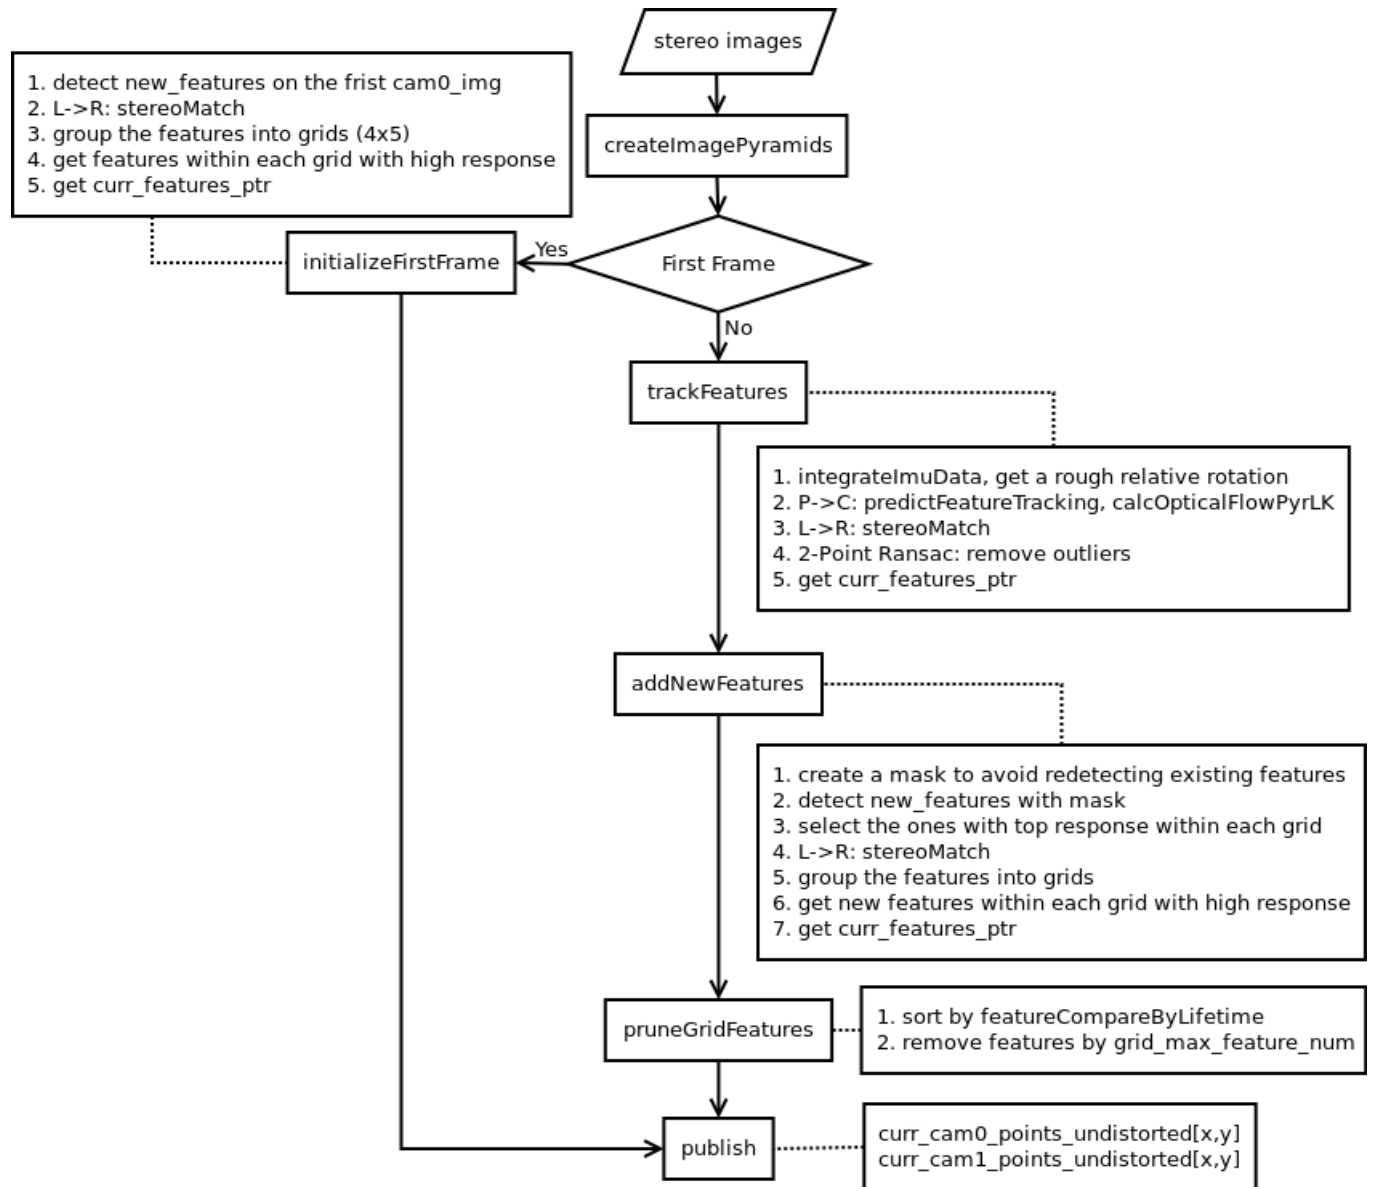 stereo images
createImagePyramids
1. detect new_features on the frist cam0_img
2. L->R: stereoMatch
3. group the features into grids (4x5)
4. get features within each grid with high response
5. get curr_features_ptr
First Frame
Yes
initializeFirstFrame
No
trackFeatures
1. integrateImuData, get a rough relative rotation
2. P->C: predictFeatureTracking, calcOpticalFlowPyrLK
3. L->R: stereoMatch
4. 2-Point Ransac: remove outliers
5. get curr_features_ptr
addNewFeatures
1. create a mask to avoid redetecting existing features
2. detect new_features with mask
3. select the ones with top response within each grid
4. L->R: stereoMatch
5. group the features into grids
6. get new features within each grid with high response
7. get curr_features_ptr
pruneGridFeatures
1. sort by featureCompareByLifetime
2. remove features by grid_max_feature_num
publish
curr_cam0_points_undistorted[x,y]
curr_cam1_points_undistorted[x,y]